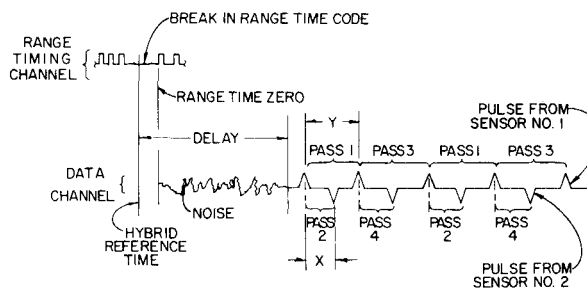 BREAK IN RANGE TIME CODE
RANGE
TIMING
CHANNEL
RANGE TIME ZERO
DELAY
Y
PULSE FROM
SENSOR NO. 1
PASS 1
PASS 3
PASS 1
PASS 3
DATA
CHANNEL
NOISE
HYBRID
REFERENCE
TIME
PASS
2
PASS
4
PASS
2
PASS
4
X
PULSE FROM
SENSOR NO. 2